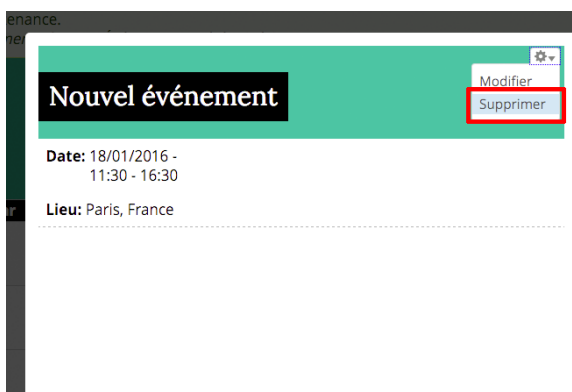 enance.
Modifier
Nouvel événement
Supprimer
Date: 18/01/2016 -
11:30 - 16:30
Lieu: Paris, France